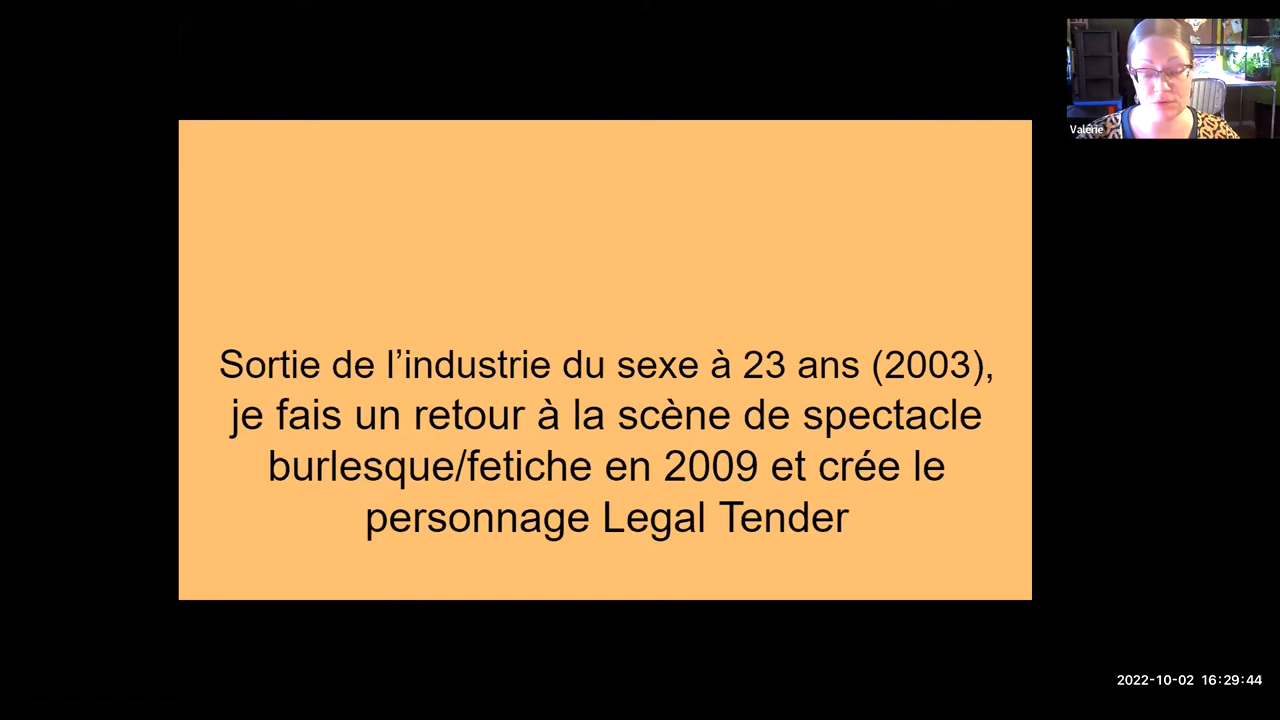 Valérie
Sortie de l’industrie du sexe à 23 ans (2003),
je fais un retour à la scène de spectacle
burlesque/fetiche en 2009 et crée le
personnage Legal Tender
2022-10-02 16:29:44